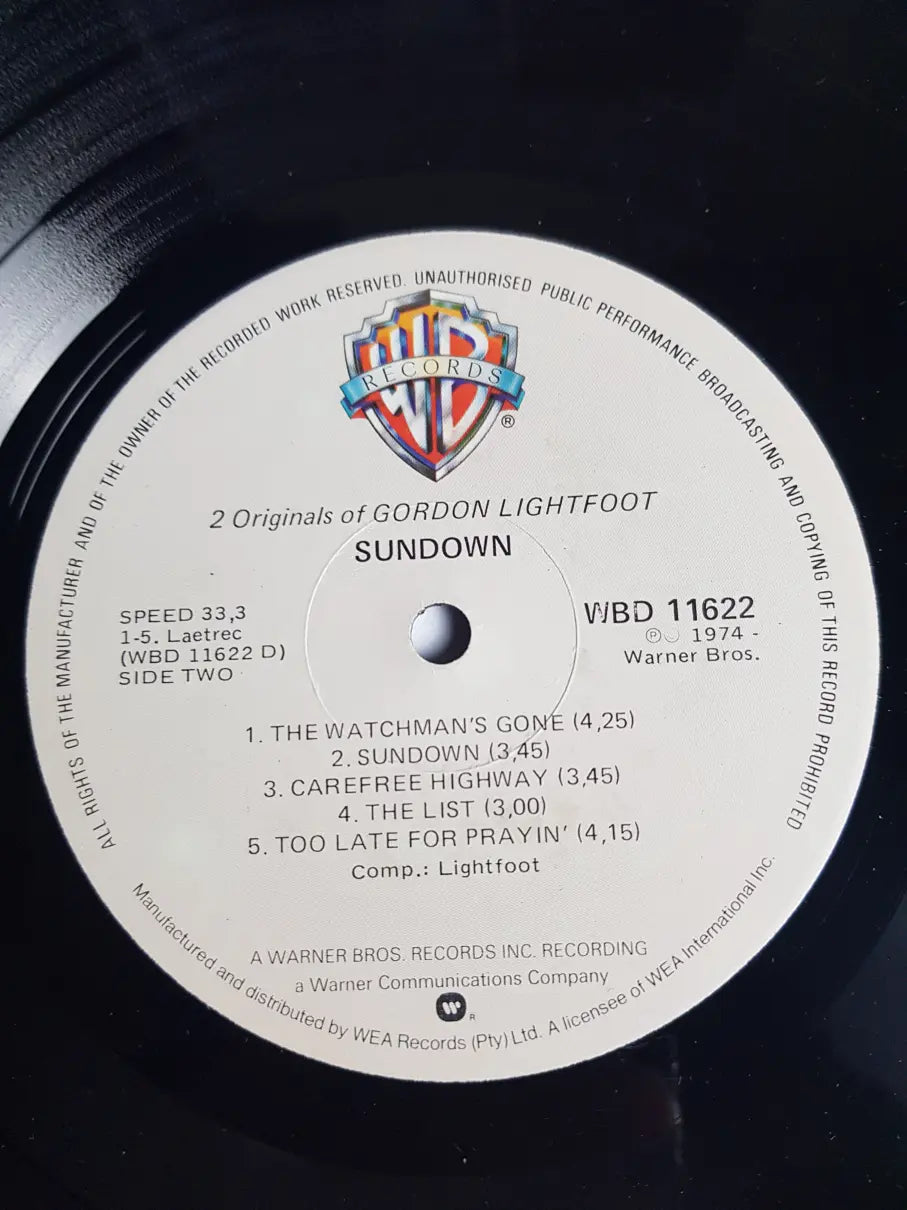 ALL RIGHTS OF THE MANUFACTURER AND OF THE OWNER OF THE RECORDED WORK RESERVED. UNAUTHORISED PUBLIC PERFORMANCE BROADCASTING AND COPYING OF THIS RECORD PROHIBITED
WB
RECORDS
®
2 Originals of GORDON LIGHTFOOT
SUNDOWN
SPEED 33,3
1-5. Laetrec
(WBD 11622 D)
SIDE TWO
WBD 11622
℗ 1974 -
Warner Bros.
1. THE WATCHMAN'S GONE (4,25)
2. SUNDOWN (3,45)
3. CAREFREE HIGHWAY (3,45)
4. THE LIST (3,00)
5. TOO LATE FOR PRAYIN' (4,15)
Comp.: Lightfoot
A WARNER BROS. RECORDS INC. RECORDING
a Warner Communications Company
W R
Manufactured and distributed by WEA Records (Pty) Ltd. A licensee of WEA International Inc.